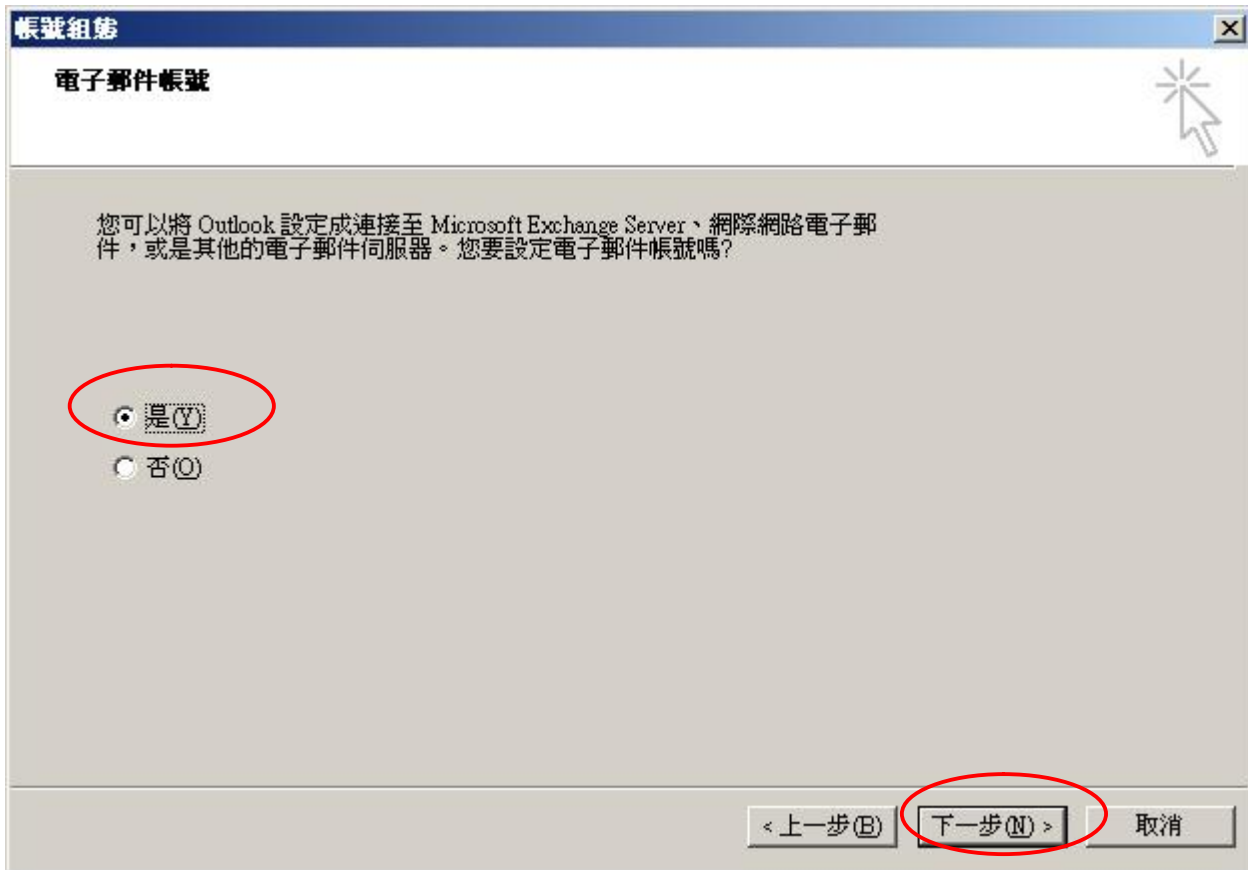 帳號組態
電子郵件帳號
您可以將 Outlook 設定成連接至 Microsoft Exchange Server、網際網路電子郵
件，或是其他的電子郵件伺服器。您要設定電子郵件帳號嗎?
是(Y)
否(O)
<上一步(B)
下一步(N) >
取消